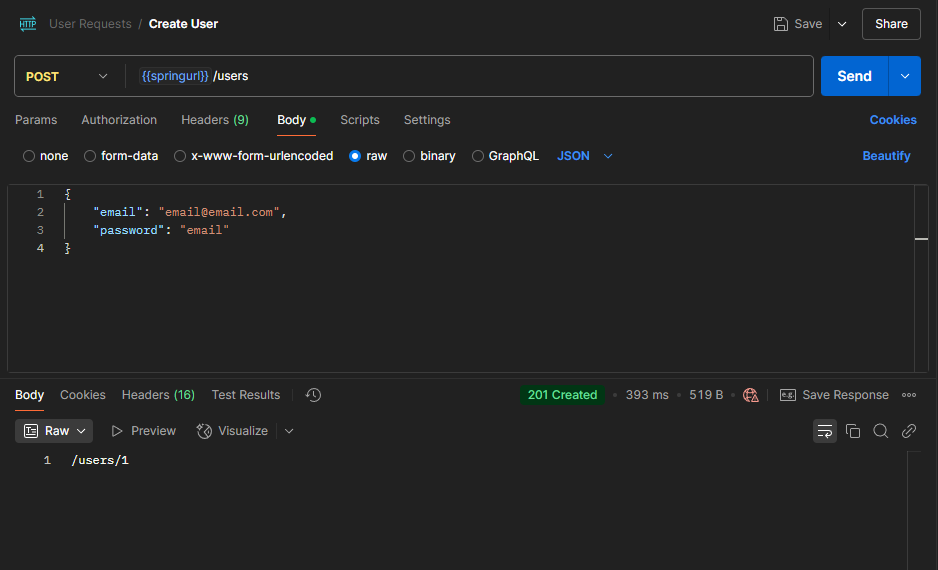 HTTP User Requests / Create User Save Share
POST {{springurl}} /users Send
Params Authorization Headers (9) Body Scripts Settings Cookies
none form-data x-www-form-urlencoded raw binary GraphQL JSON Beautify
1 {
2 "email": "email@email.com",
3 "password": "email"
4 }
Body Cookies Headers (16) Test Results 201 Created 393 ms 519 B e.g. Save Response
Raw Preview Visualize
1 /users/1